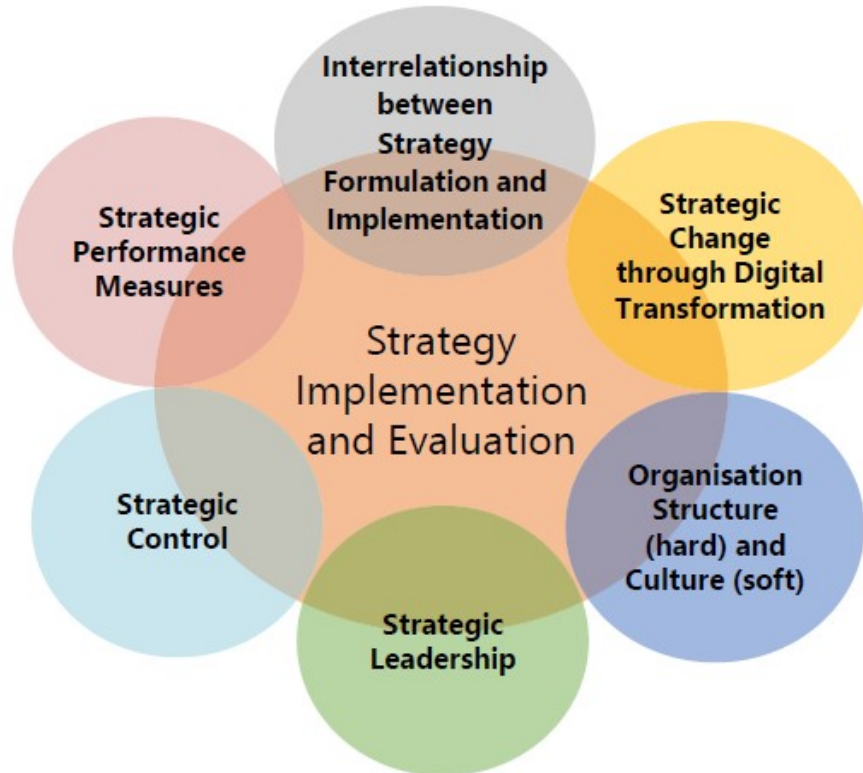 Interrelationship
between
Strategy
Formulation and
Implementation
Strategic
Change
through Digital
Transformation
Organisation
Structure
(hard) and
Culture (soft)
Strategic
Leadership
Strategic
Control
Strategic
Performance
Measures
Strategy
Implementation
and Evaluation